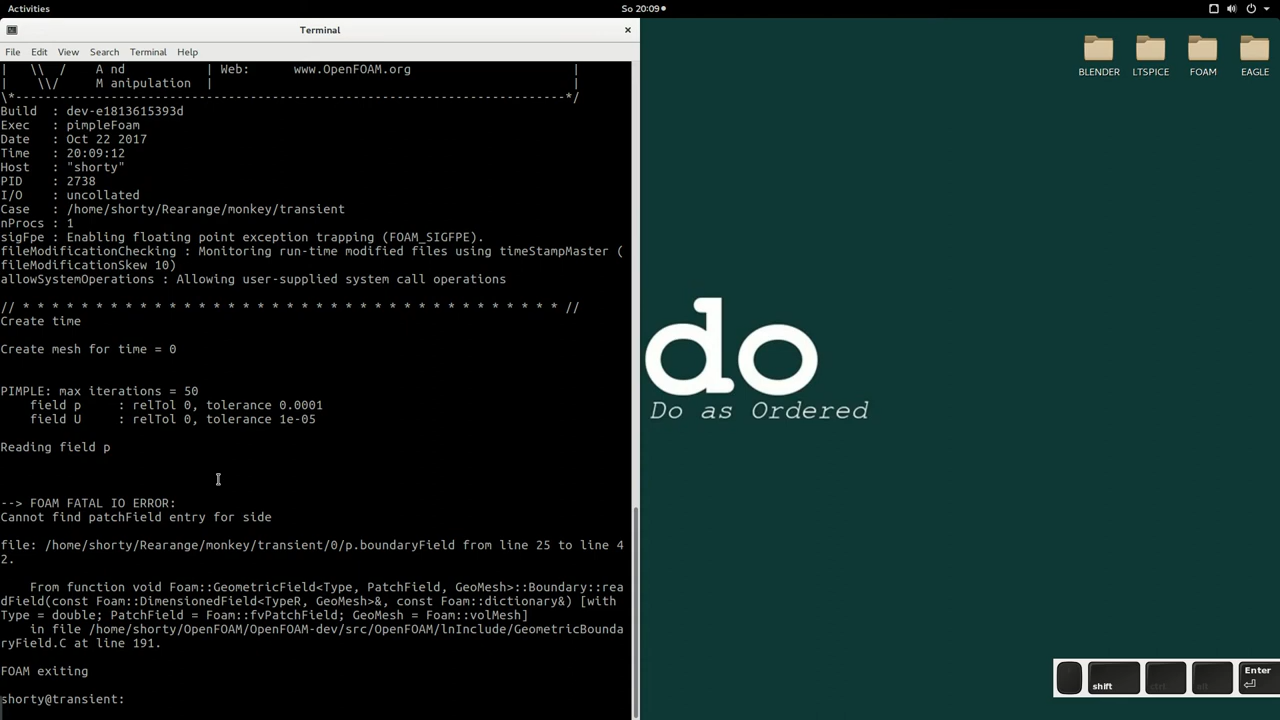 Activities
So 20:09
Terminal
File Edit View Search Terminal Help
|   \\  /    A nd           | Web:      www.OpenFOAM.org                      |
|    \\/     M anipulation  |                                                 |
\*---------------------------------------------------------------------------*/
Build  : dev-e1813615393d
Exec   : pimpleFoam
Date   : Oct 22 2017
Time   : 20:09:12
Host   : "shorty"
PID    : 2738
I/O    : uncollated
Case   : /home/shorty/Rearange/monkey/transient
nProcs : 1
sigFpe : Enabling floating point exception trapping (FOAM_SIGFPE).
fileModificationChecking : Monitoring run-time modified files using timeStampMaster (
fileModificationSkew 10)
allowSystemOperations : Allowing user-supplied system call operations
// * * * * * * * * * * * * * * * * * * * * * * * * * * * * * * * * * * * * * //
Create time
Create mesh for time = 0
PIMPLE: max iterations = 50
    field p     : relTol 0, tolerance 0.0001
    field U     : relTol 0, tolerance 1e-05
Reading field p
--> FOAM FATAL IO ERROR:
Cannot find patchField entry for side
file: /home/shorty/Rearange/monkey/transient/0/p.boundaryField from line 25 to line 4
2.
    From function void Foam::GeometricField<Type, PatchField, GeoMesh>::Boundary::rea
dField(const Foam::DimensionedField<TypeR, GeoMesh>&, const Foam::dictionary&) [with
Type = double; PatchField = Foam::fvPatchField; GeoMesh = Foam::volMesh]
    in file /home/shorty/OpenFOAM/OpenFOAM-dev/src/OpenFOAM/lnInclude/GeometricBounda
ryField.C at line 191.
FOAM exiting
shorty@transient:
BLENDER
LTSPICE
FOAM
EAGLE
do
Do as Ordered
shift
ctrl
alt
Enter